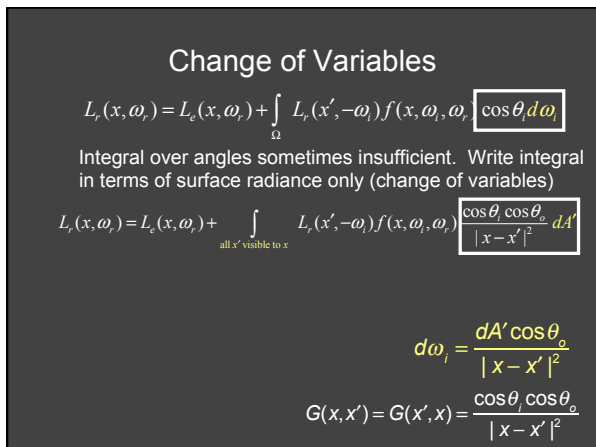 Change of Variables
L_r(x, ω_r) = L_e(x, ω_r) + ∫_Ω L_r(x′, −ω_i) f(x, ω_i, ω_r) cos θ_i dω_i
Integral over angles sometimes insufficient. Write integral
in terms of surface radiance only (change of variables)
L_r(x, ω_r) = L_e(x, ω_r) + ∫_{all x′ visible to x} L_r(x′, −ω_i) f(x, ω_i, ω_r) \frac{cos θ_i cos θ_o}{|x − x′|²} dA′
dω_i = \frac{dA′ cos θ_o}{|x − x′|²}
G(x, x′) = G(x′, x) = \frac{cos θ_i cos θ_o}{|x − x′|²}